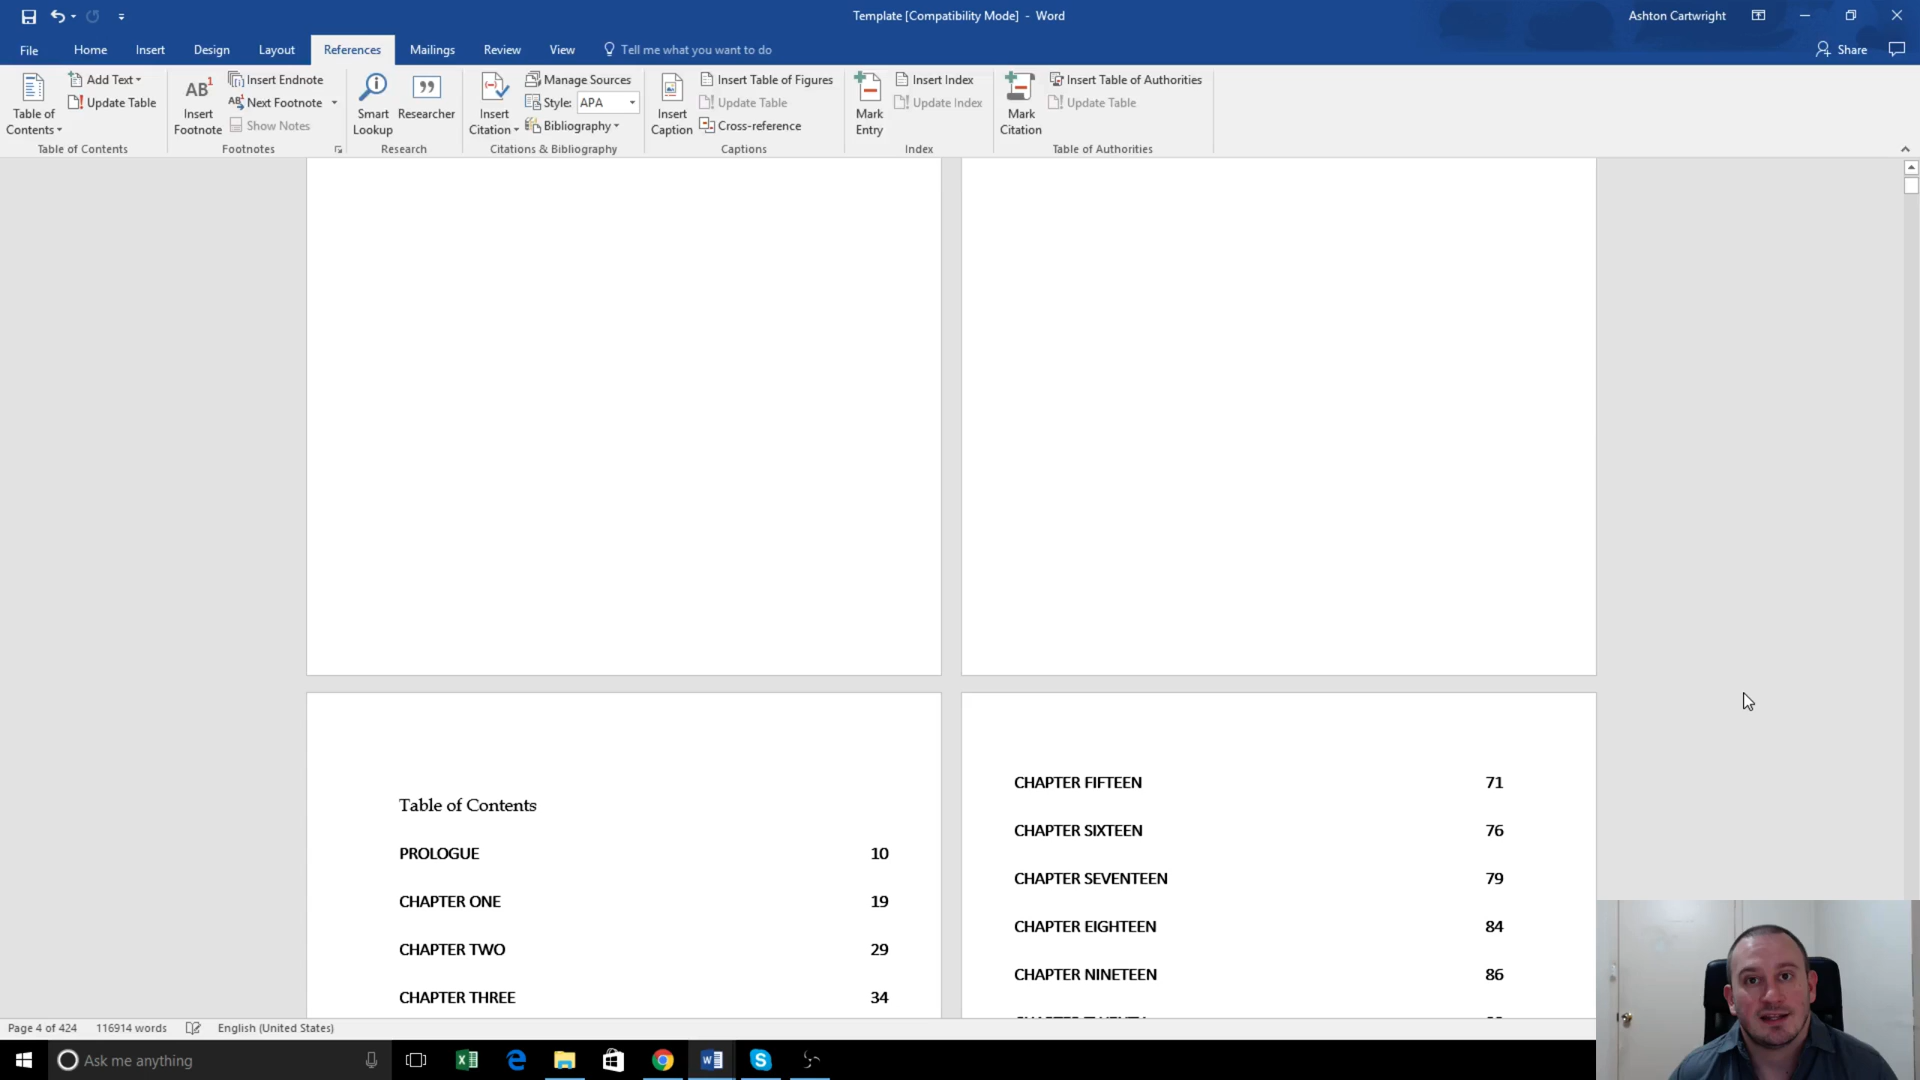 Template [Compatibility Mode] - Word
Ashton Cartwright
File Home Insert Design Layout References Mailings Review View Tell me what you want to do
Share
Table of Contents
Add Text
Update Table
Table of Contents
AB1
Insert Footnote
Insert Endnote
AB1 Next Footnote
Show Notes
Footnotes
Smart Lookup
Researcher
Research
Insert Citation
Manage Sources
Style: APA
Bibliography
Citations & Bibliography
Insert Caption
Insert Table of Figures
Update Table
Cross-reference
Captions
Mark Entry
Insert Index
Update Index
Index
Mark Citation
Insert Table of Authorities
Update Table
Table of Authorities
Table of Contents
PROLOGUE 10
CHAPTER ONE 19
CHAPTER TWO 29
CHAPTER THREE 34
CHAPTER FIFTEEN 71
CHAPTER SIXTEEN 76
CHAPTER SEVENTEEN 79
CHAPTER EIGHTEEN 84
CHAPTER NINETEEN 86
Page 4 of 424 116914 words English (United States)
Ask me anything